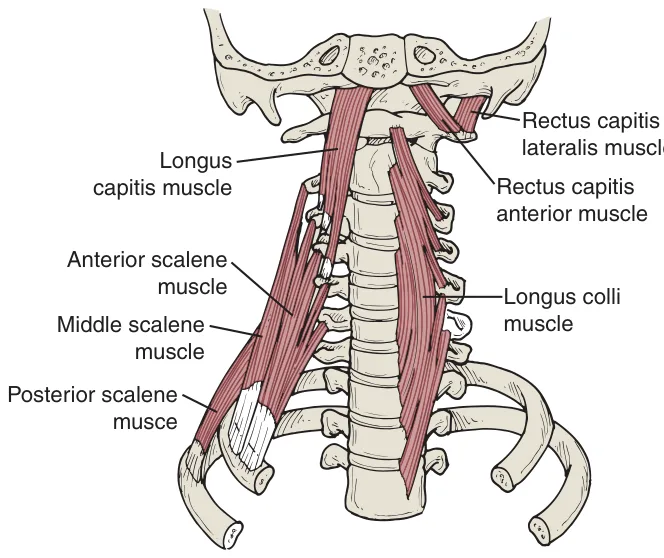 Rectus capitis
lateralis muscle
Longus
capitis muscle
Rectus capitis
anterior muscle
Anterior scalene
muscle
Longus colli
muscle
Middle scalene
muscle
Posterior scalene
musce